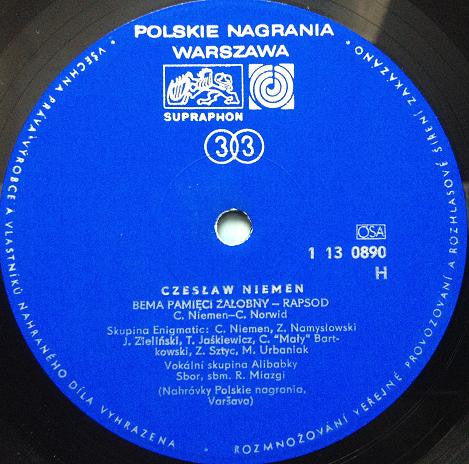 POLSKIE NAGRANIA
WARSZAWA
SUPRAPHON
33
OSA
1 13 0890
H
CZESŁAW NIEMEN
BEMA PAMIĘCI ŻAŁOBNY – RAPSOD
C. Niemen–C. Norwid
Skupina Enigmatic: C. Niemen, Z. Namysłowski
J. Zieliński, T. Jaśkiewicz, C. "Mały" Bart-
kowski, Z. Sztyc, M. Urbaniak
Vokální skupina Alibabky
Sbor, sbm. R. Miazgi
(Nahrávky Polskie nagrania,
Varšava)
• VŠECHNA PRÁVA VÝROBCE A VLASTNÍKŮ NAHRANÉHO DÍLA VYHRAZENA • ROZMNOŽOVÁNÍ VEŘEJNÉ PROVOZOVÁNÍ A ROZHLASOVÉ ŠÍŘENÍ ZAKÁZÁNO •